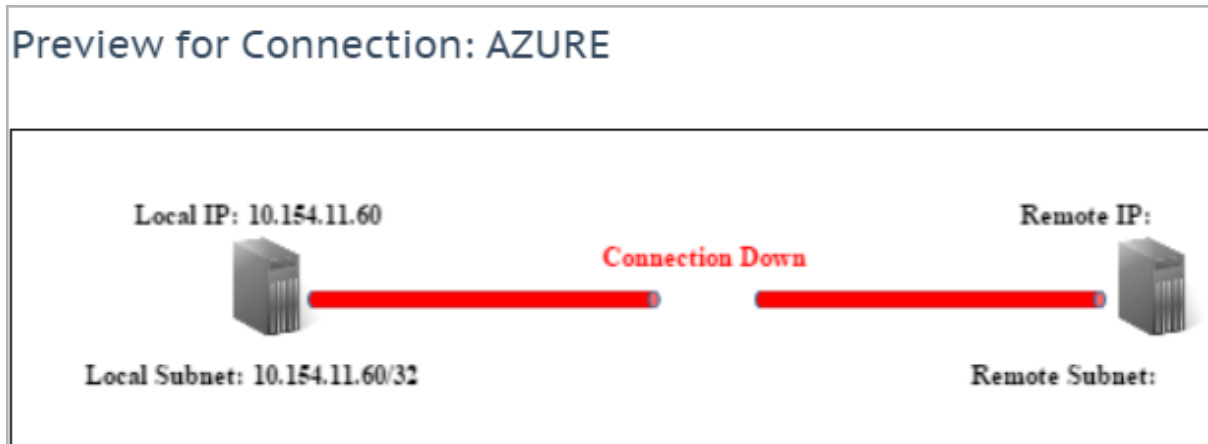 Preview for Connection: AZURE
Local IP: 10.154.11.60
Remote IP:
Connection Down
Local Subnet: 10.154.11.60/32
Remote Subnet: